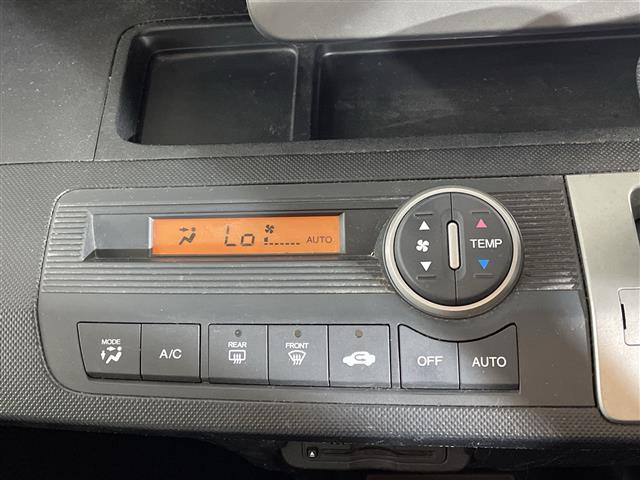 Lo
AUTO
TEMP
MODE
A/C
REAR
FRONT
OFF
AUTO